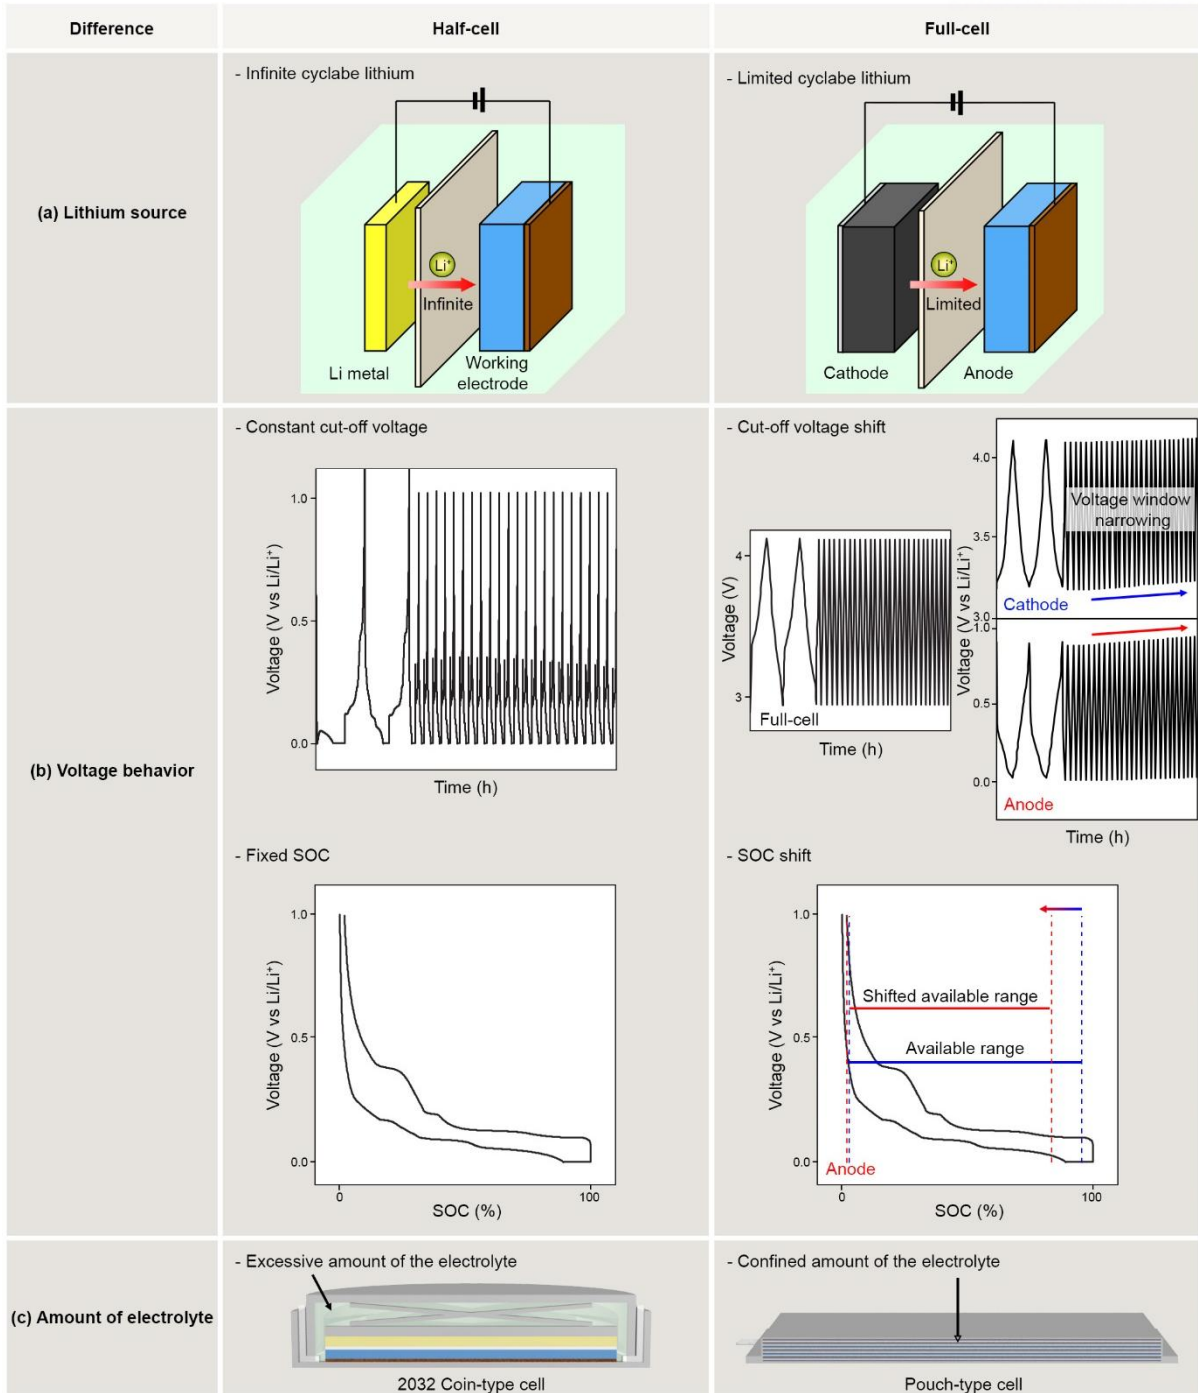 Difference
Half-cell
Full-cell
(a) Lithium source
- Infinite cyclabe lithium
Li⁺
Infinite
Li metal
Working
electrode
- Limited cyclabe lithium
Li⁺
Limited
Cathode
Anode
(b) Voltage behavior
- Constant cut-off voltage
Voltage (V vs Li/Li⁺)
1.0
0.5
0.0
Time (h)
- Cut-off voltage shift
Voltage (V)
4
3
Full-cell
Time (h)
Voltage (V vs Li/Li⁺)
4.0
3.5
3.0
Voltage window
narrowing
Cathode
1.0
0.5
0.0
Anode
Time (h)
- Fixed SOC
Voltage (V vs Li/Li⁺)
1.0
0.5
0.0
0
100
SOC (%)
- SOC shift
Voltage (V vs Li/Li⁺)
1.0
0.5
0.0
Shifted available range
Available range
Anode
0
100
SOC (%)
(c) Amount of electrolyte
- Excessive amount of the electrolyte
2032 Coin-type cell
- Confined amount of the electrolyte
Pouch-type cell